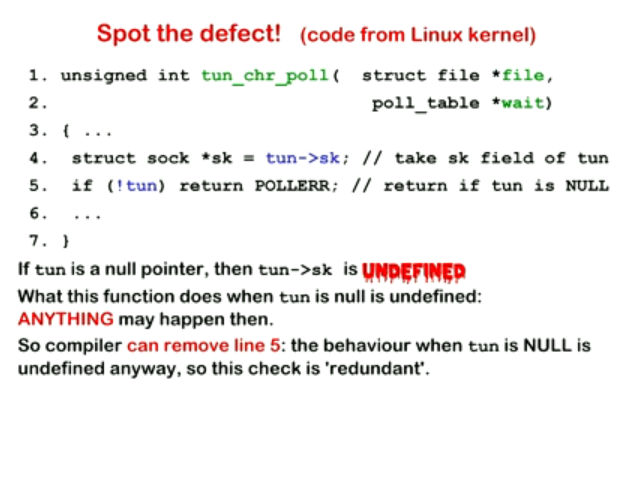 Spot the defect! (code from Linux kernel)
1. unsigned int tun_chr_poll( struct file *file,
2. poll_table *wait)
3. { ...
4. struct sock *sk = tun->sk; // take sk field of tun
5. if (!tun) return POLLERR; // return if tun is NULL
6. ...
7. }
If tun is a null pointer, then tun->sk is UNDEFINED
What this function does when tun is null is undefined:
ANYTHING may happen then.
So compiler can remove line 5: the behaviour when tun is NULL is
undefined anyway, so this check is 'redundant'.